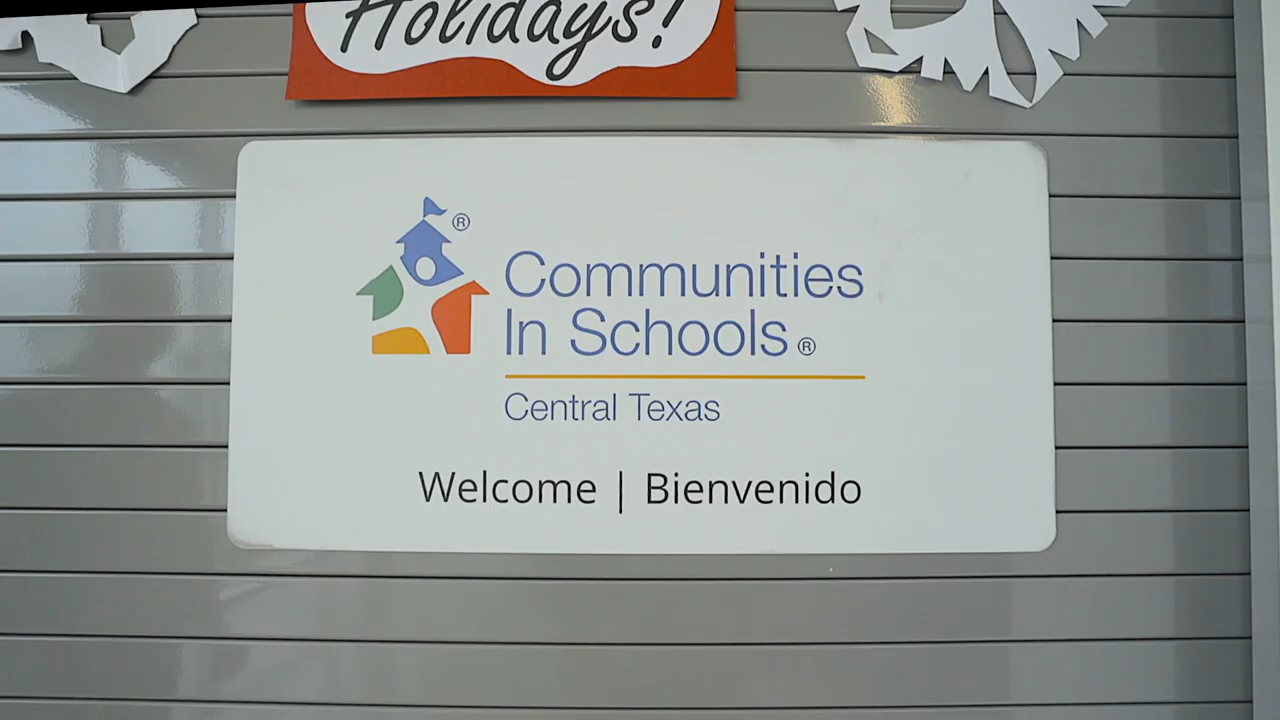 Holidays!
®
Communities
In Schools®
Central Texas
Welcome | Bienvenido